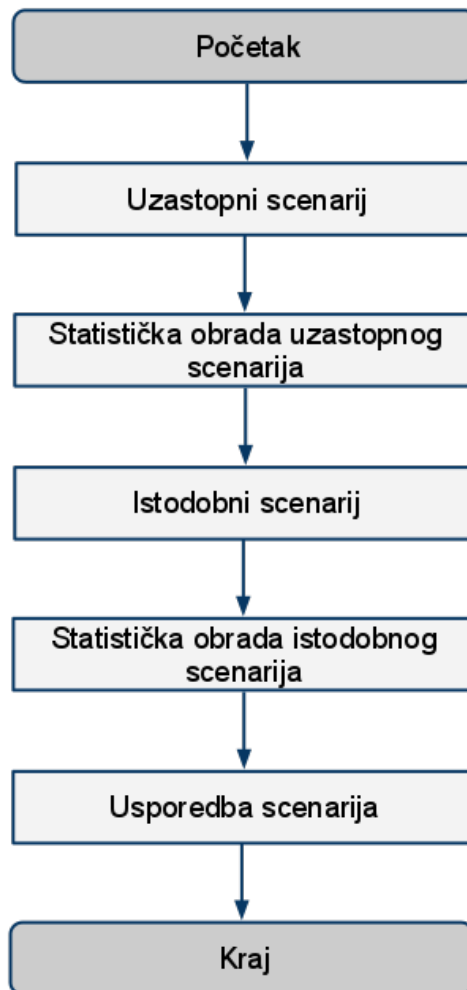 Početak
Uzastopni scenarij
Statistička obrada uzastopnog
scenarija
Istodobni scenarij
Statistička obrada istodobnog
scenarija
Usporedba scenarija
Kraj